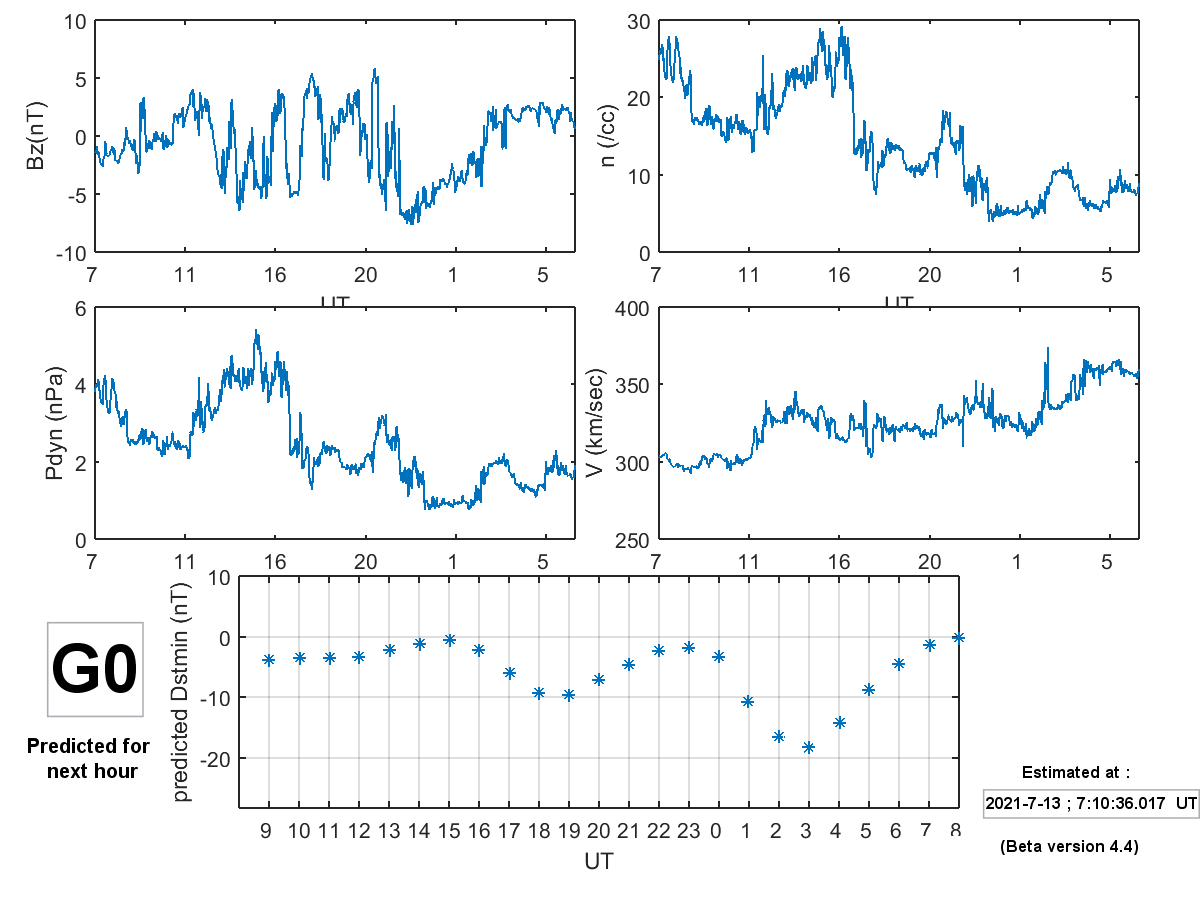 10
5
0
-5
-10
Bz(nT)
7 11 16 20 1 5
UT
30
20
10
0
n (/cc)
7 11 16 20 1 5
UT
6
4
2
0
Pdyn (nPa)
7 11 16 20 1 5
400
350
300
250
V (km/sec)
7 11 16 20 1 5
10
0
-10
-20
predicted Dstmin (nT)
9 10 11 12 13 14 15 16 17 18 19 20 21 22 23 0 1 2 3 4 5 6 7 8
UT
G0
Predicted for
next hour
Estimated at :
2021-7-13 ; 7:10:36.017 UT
(Beta version 4.4)